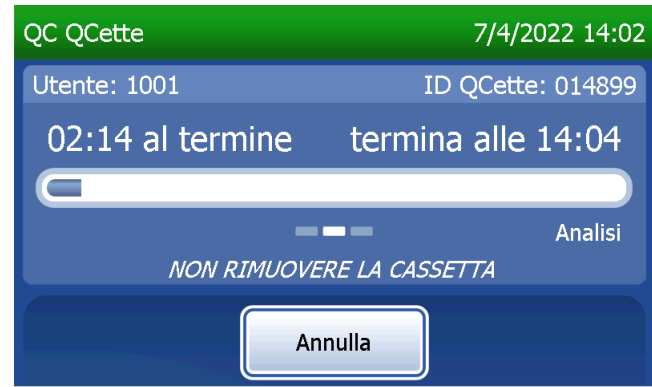 QC QCette 7/4/2022 14:02
Utente: 1001 ID QCette: 014899
02:14 al termine termina alle 14:04
Analisi
NON RIMUOVERE LA CASSETTA
Annulla